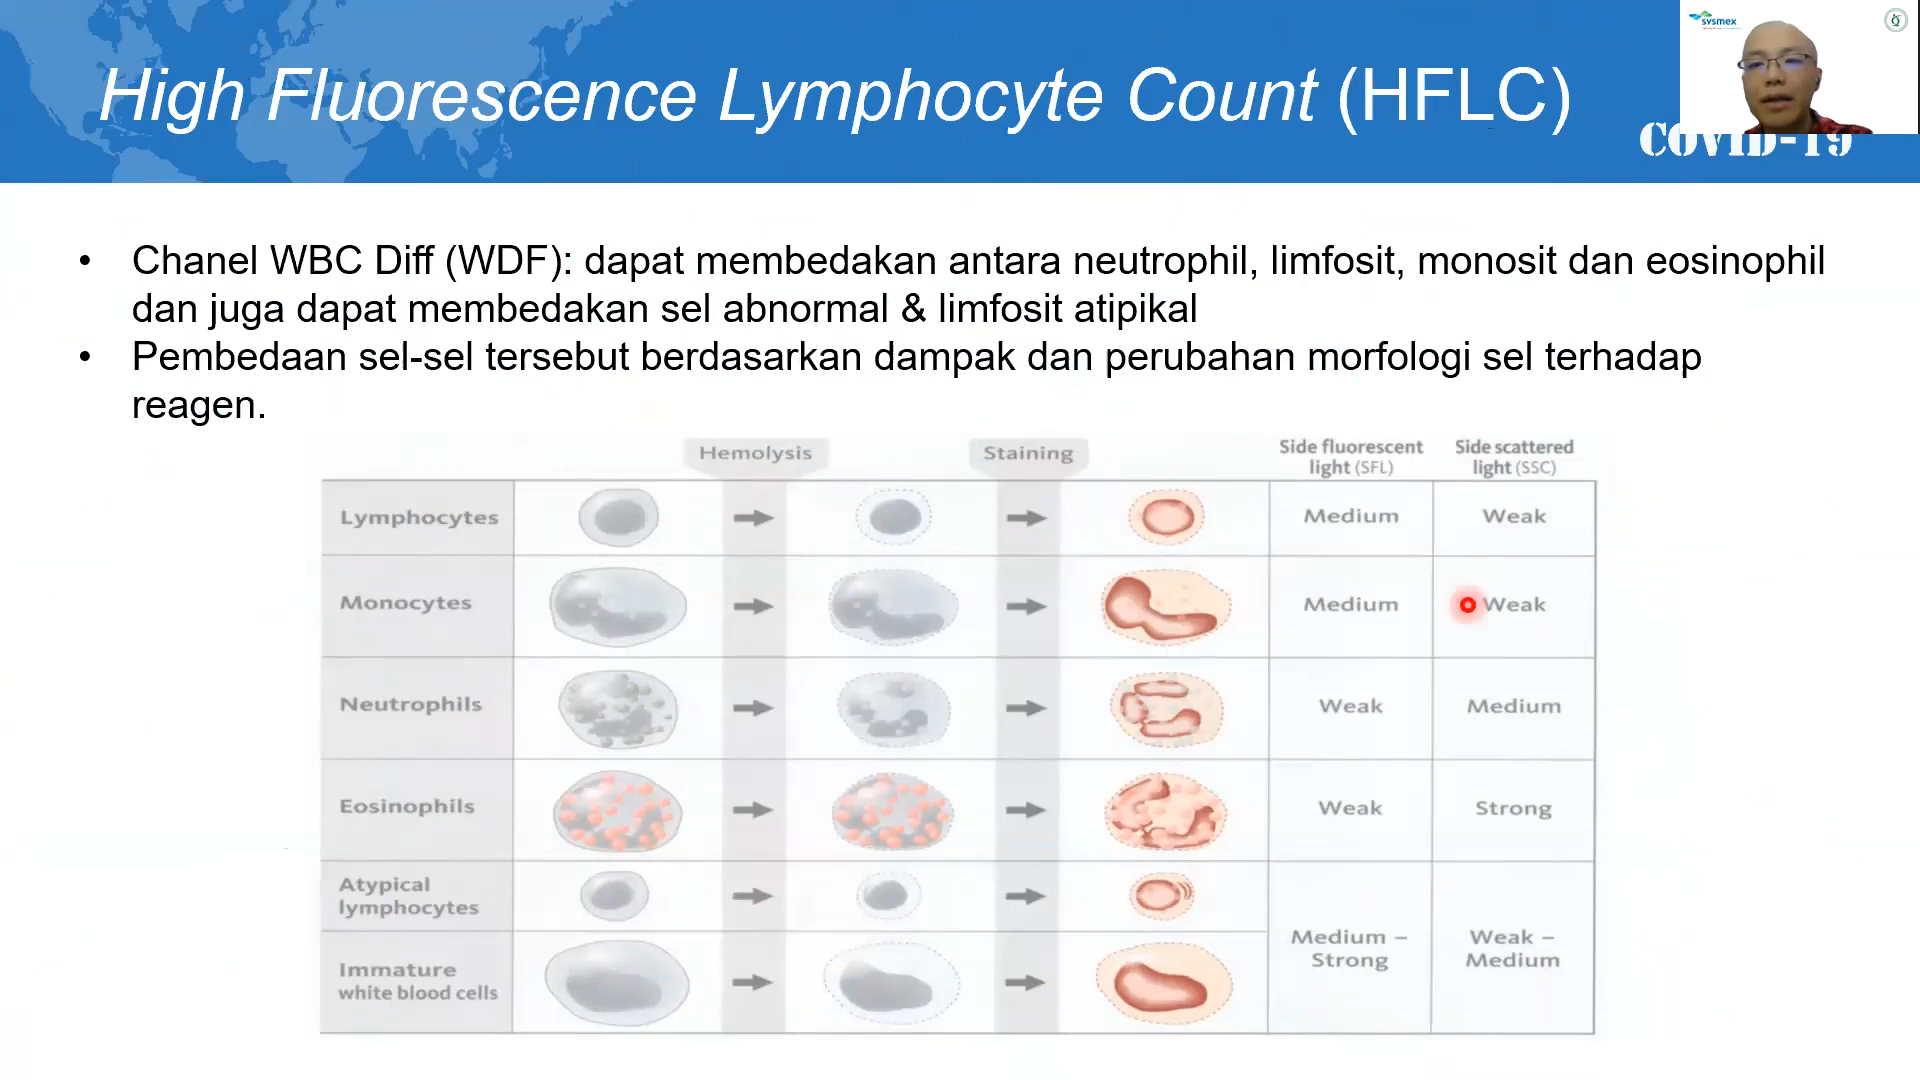 sysmex
High Fluorescence Lymphocyte Count (HFLC)
COVID-19
• Chanel WBC Diff (WDF): dapat membedakan antara neutrophil, limfosit, monosit dan eosinophil
dan juga dapat membedakan sel abnormal & limfosit atipikal
• Pembedaan sel-sel tersebut berdasarkan dampak dan perubahan morfologi sel terhadap
reagen.
Hemolysis
Staining
Side fluorescent
light (SFL)
Side scattered
light (SSC)
Lymphocytes
Medium
Weak
Monocytes
Medium
Weak
Neutrophils
Weak
Medium
Eosinophils
Weak
Strong
Atypical
lymphocytes
Immature
white blood cells
Medium –
Strong
Weak –
Medium